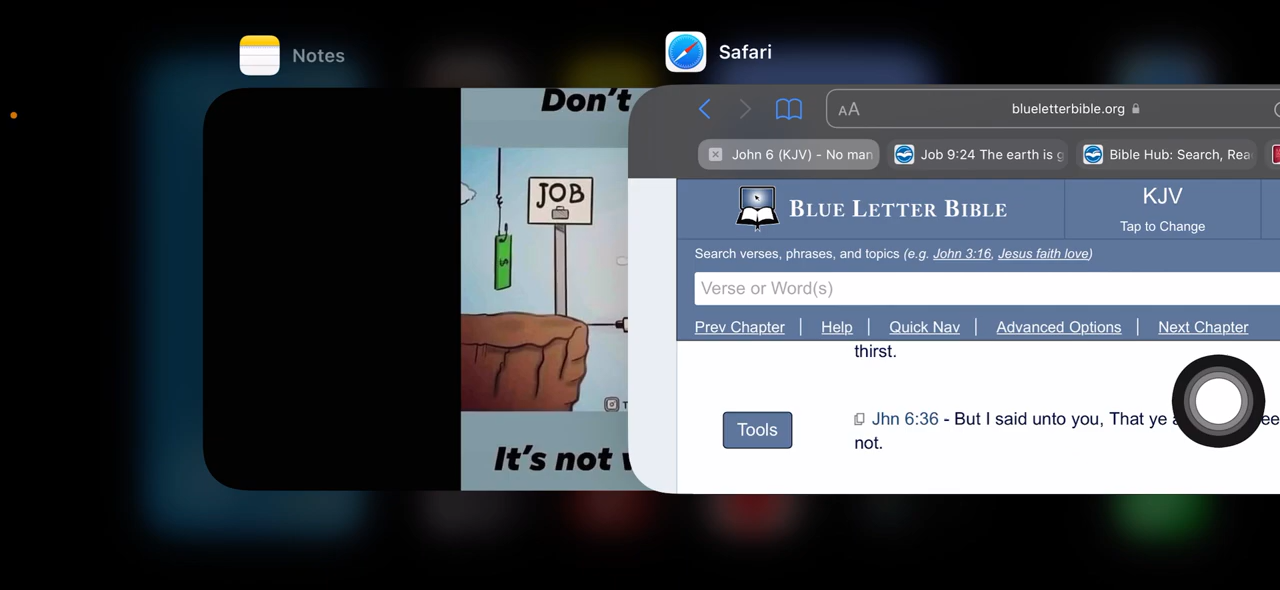 Notes
Safari
Don't
JOB
$
It's not
AA
blueletterbible.org
John 6 (KJV) - No man
Job 9:24 The earth is g
Bible Hub: Search, Rea
BLUE LETTER BIBLE
KJV
Tap to Change
Search verses, phrases, and topics (e.g. John 3:16, Jesus faith love)
Verse or Word(s)
Prev Chapter | Help | Quick Nav | Advanced Options | Next Chapter
thirst.
Tools
Jhn 6:36 - But I said unto you, That ye
not.